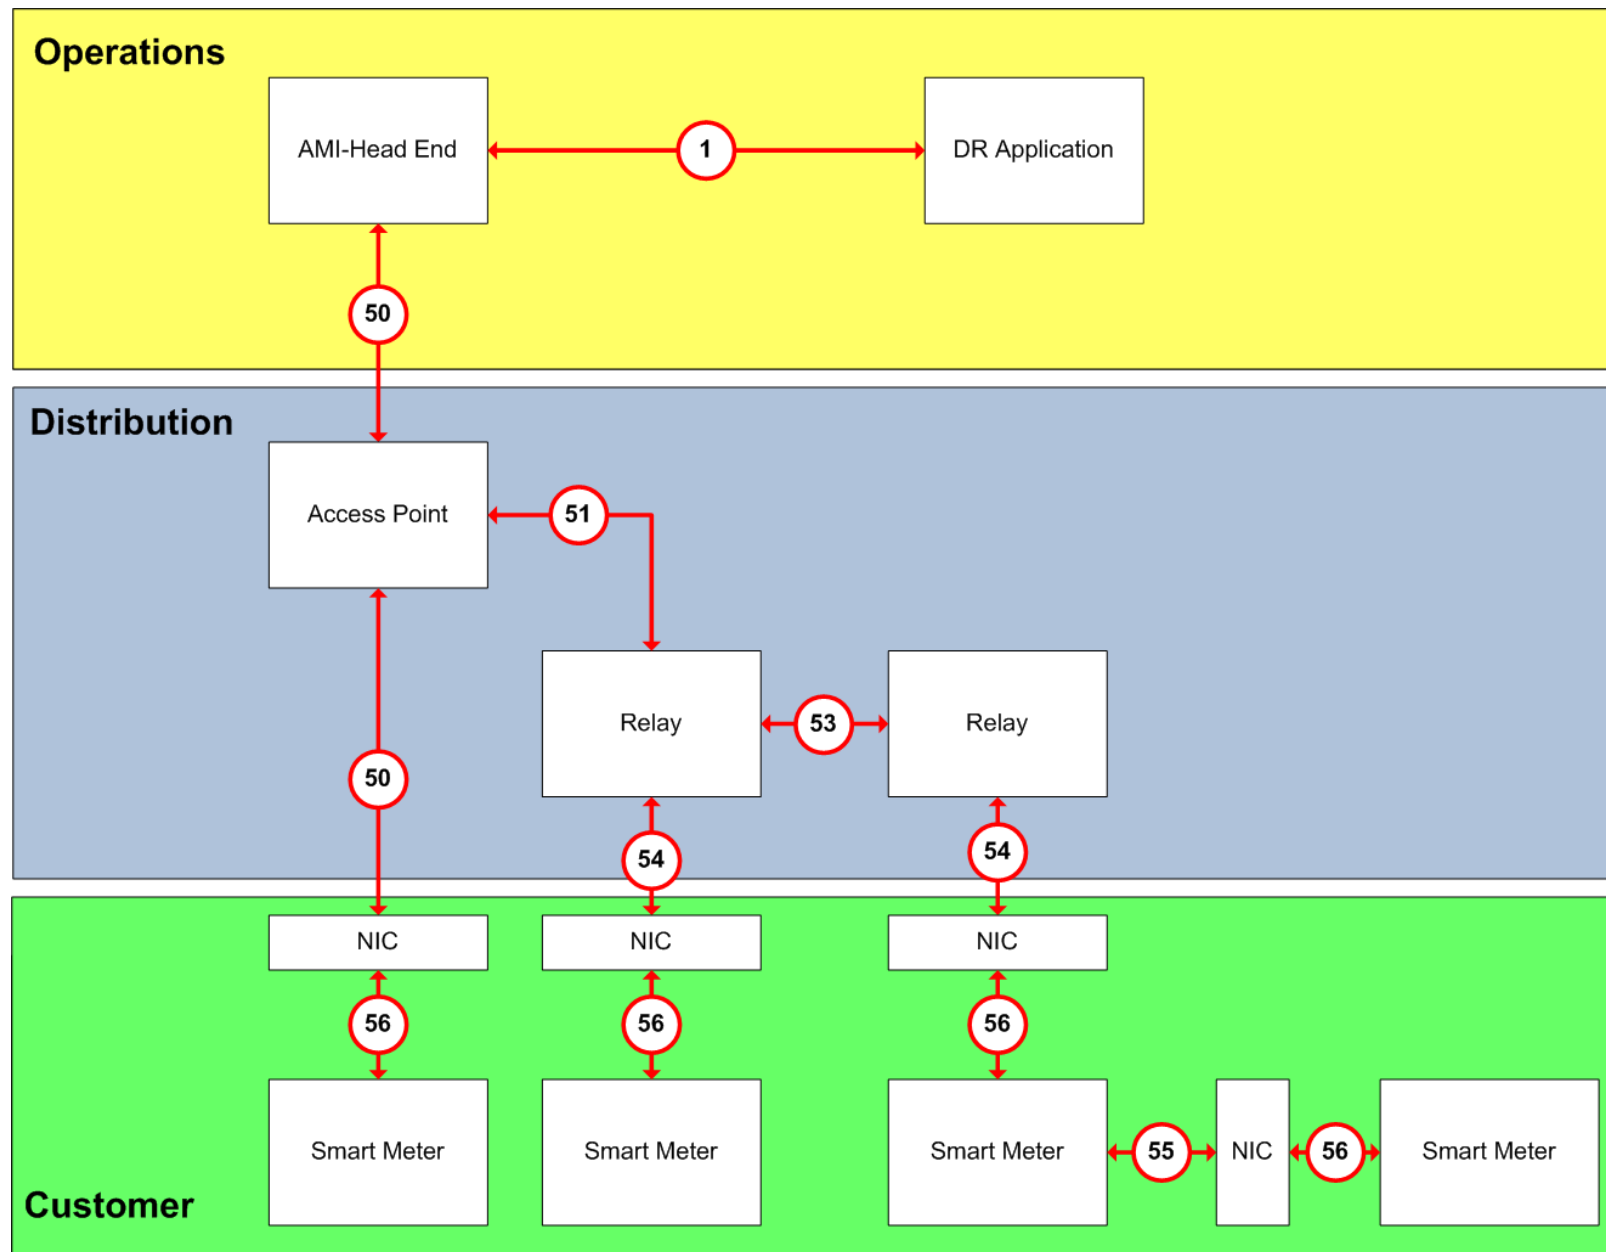 Operations
AMI-Head End
1
DR Application
50
Distribution
Access Point
51
Relay
53
Relay
50
54
54
NIC
NIC
NIC
56
56
56
Smart Meter
Smart Meter
Smart Meter
55
NIC
56
Smart Meter
Customer